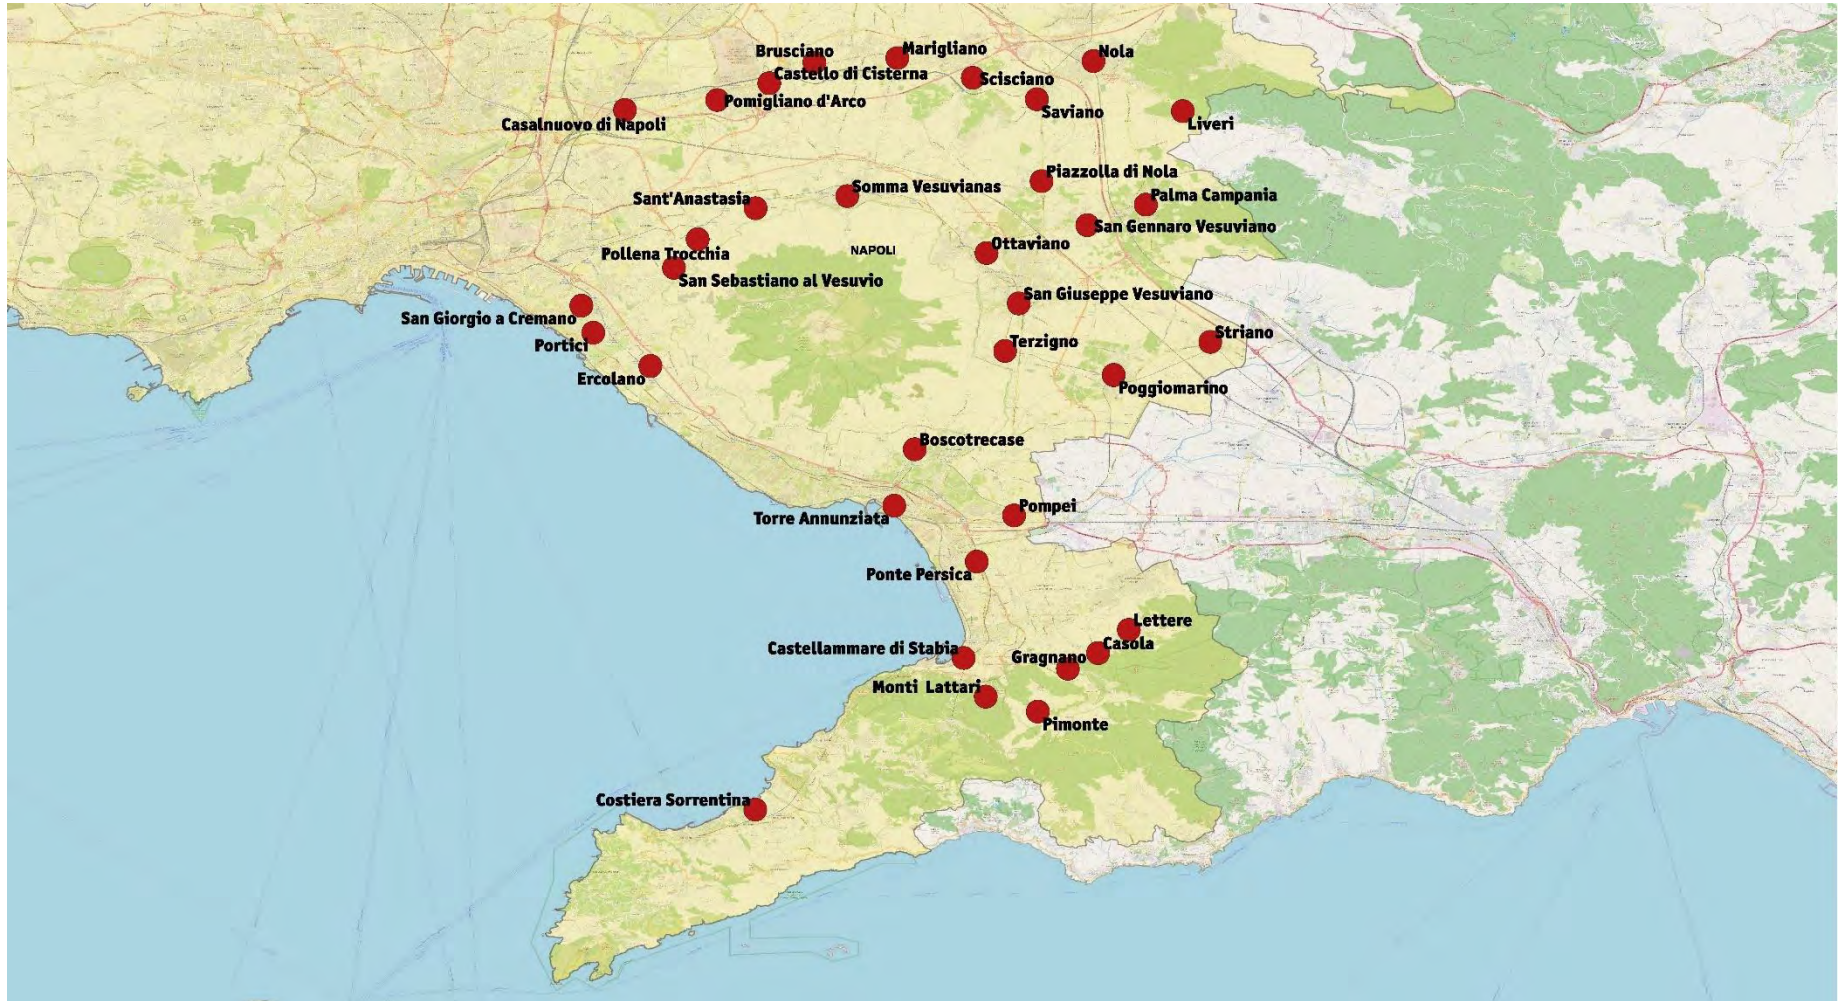 Brusciano
Marigliano
Nola
Castello di Cisterna
Scisciano
Pomigliano d'Arco
Saviano
Casalnuovo di Napoli
Liveri
Piazzolla di Nola
Somma Vesuvianas
Palma Campania
Sant'Anastasia
San Gennaro Vesuviano
Ottaviano
NAPOLI
Pollena Trocchia
San Sebastiano al Vesuvio
San Giuseppe Vesuviano
San Giorgio a Cremano
Striano
Terzigno
Portici
Ercolano
Poggiomarino
Boscotrecase
Pompei
Torre Annunziata
Ponte Persica
Lettere
Casola
Castellammare di Stabia
Gragnano
Monti Lattari
Pimonte
Costiera Sorrentina